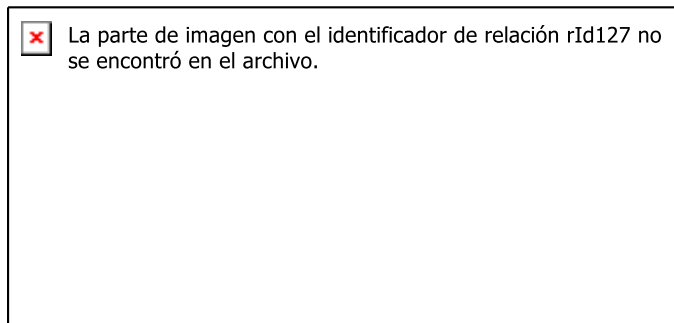 La parte de imagen con el identificador de relación rId127 no
se encontró en el archivo.